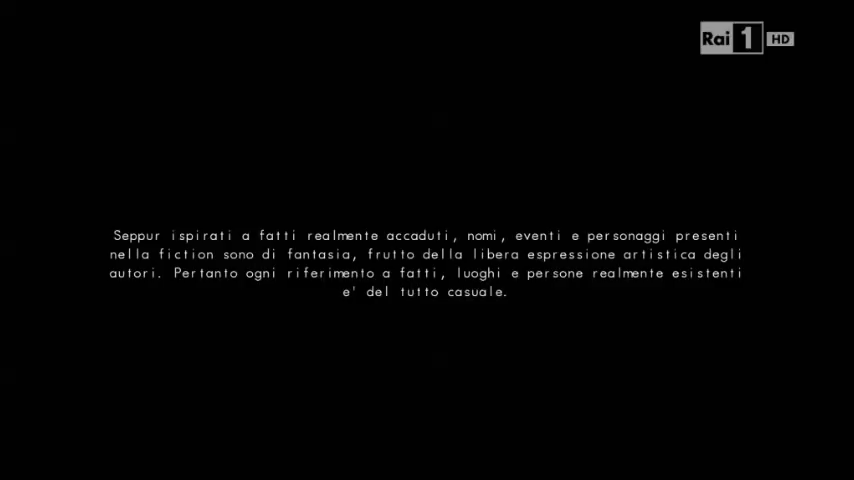 Rai 1 HD
Seppur ispirati a fatti realmente accaduti, nomi, eventi e personaggi presenti
nella fiction sono di fantasia, frutto della libera espressione artistica degli
autori. Pertanto ogni riferimento a fatti, luoghi e persone realmente esistenti
e' del tutto casuale.